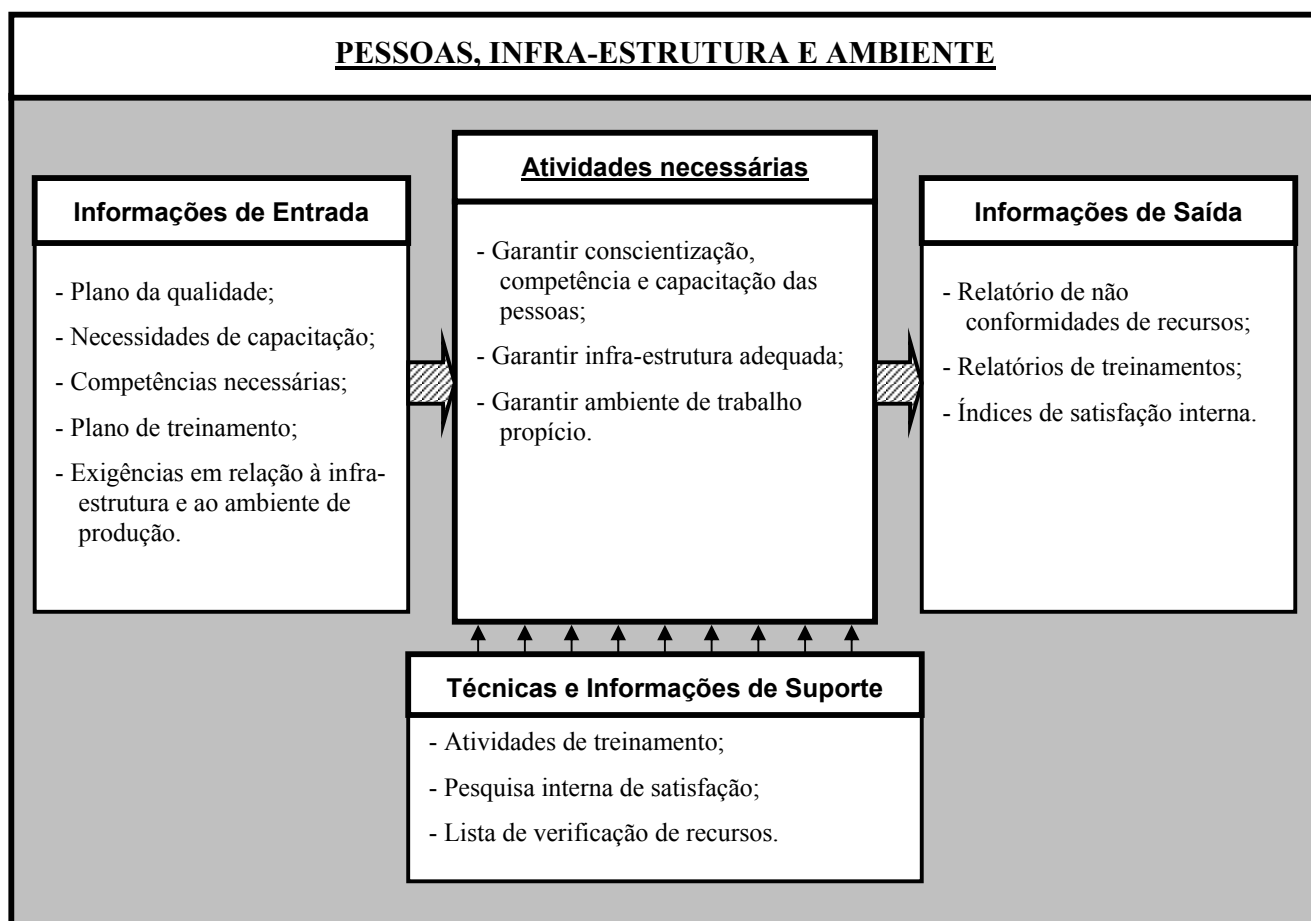 PESSOAS, INFRA-ESTRUTURA E AMBIENTE
Informações de Entrada
- Plano da qualidade;
- Necessidades de capacitação;
- Competências necessárias;
- Plano de treinamento;
- Exigências em relação à infra-
estrutura e ao ambiente de
produção.
Atividades necessárias
- Garantir conscientização,
competência e capacitação das
pessoas;
- Garantir infra-estrutura adequada;
- Garantir ambiente de trabalho
propício.
Informações de Saída
- Relatório de não
conformidades de recursos;
- Relatórios de treinamentos;
- Índices de satisfação interna.
Técnicas e Informações de Suporte
- Atividades de treinamento;
- Pesquisa interna de satisfação;
- Lista de verificação de recursos.